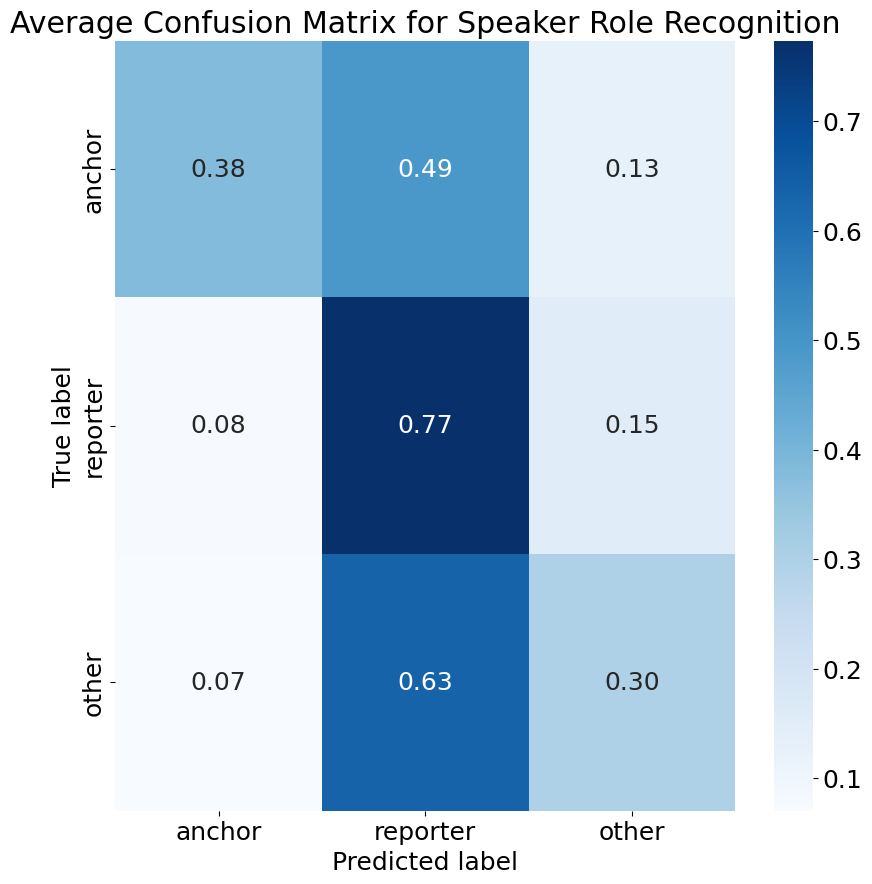 Average Confusion Matrix for Speaker Role Recognition
True label
anchor
0.38 0.49 0.13
reporter
0.08 0.77 0.15
other
0.07 0.63 0.30
anchor reporter other
Predicted label
0.7
0.6
0.5
0.4
0.3
0.2
0.1